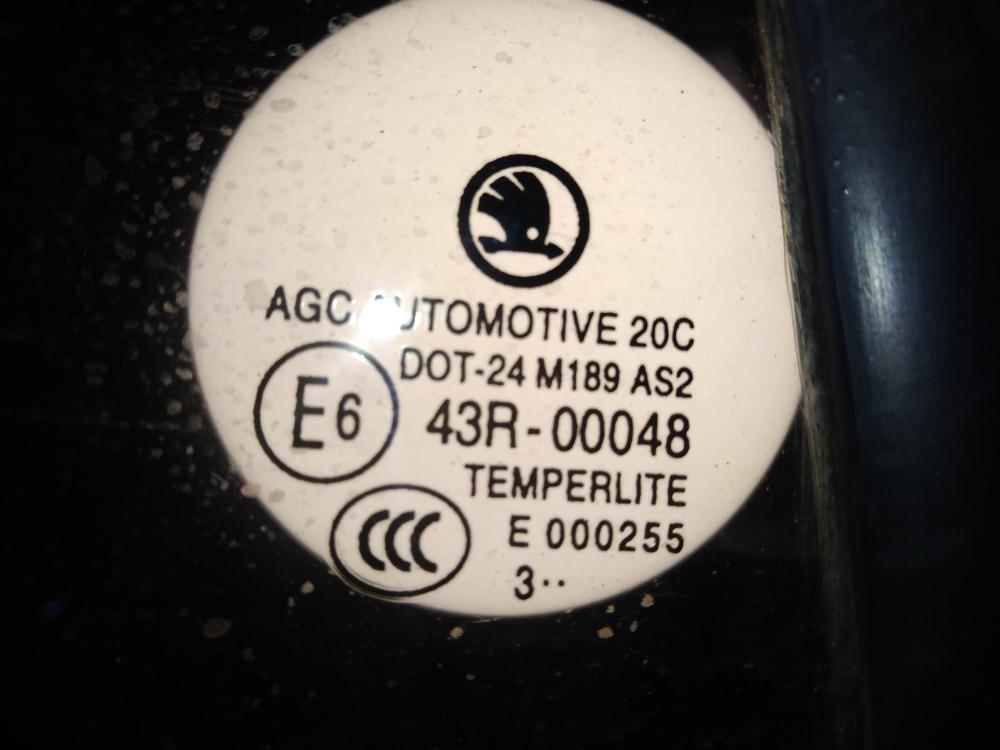 AGC AUTOMOTIVE 20C
DOT-24 M189 AS2
E6
43R-00048
TEMPERLITE
CCC
E 000255
3··